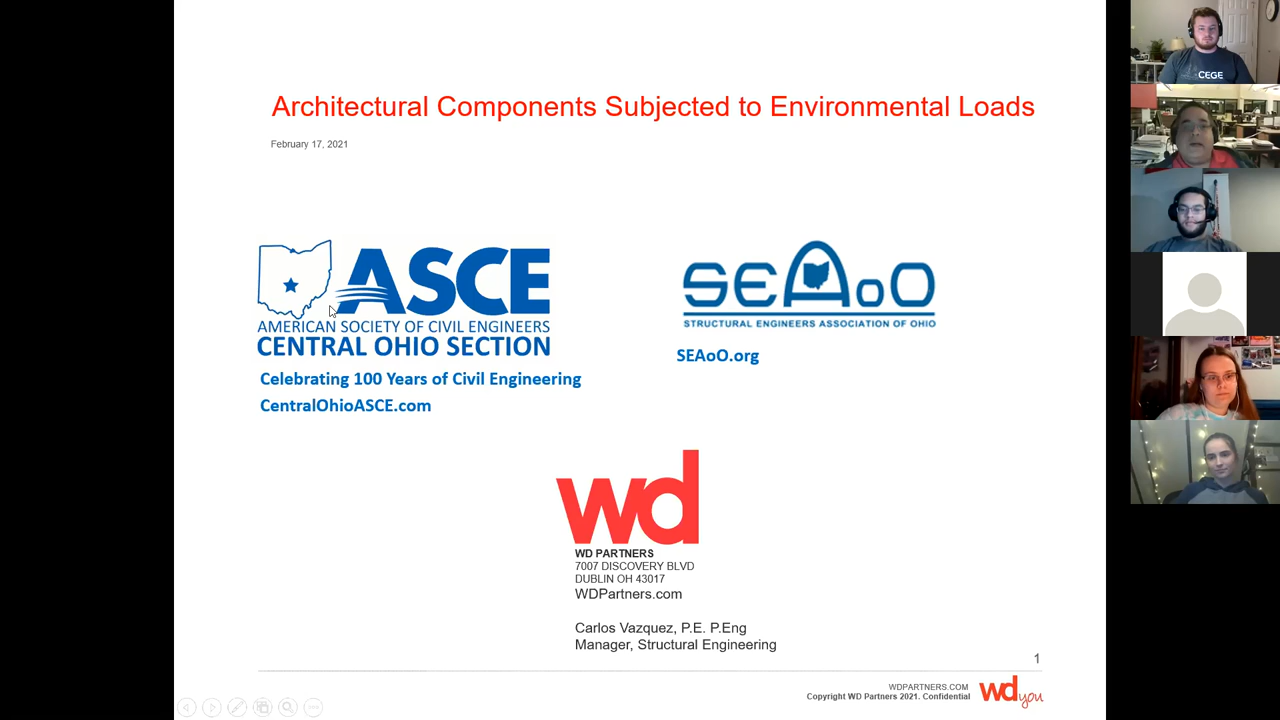 Architectural Components Subjected to Environmental Loads
February 17, 2021
ASCE
AMERICAN SOCIETY OF CIVIL ENGINEERS
CENTRAL OHIO SECTION
Celebrating 100 Years of Civil Engineering
CentralOhioASCE.com
SEAoO
STRUCTURAL ENGINEERS ASSOCIATION OF OHIO
SEAoO.org
wd
WD PARTNERS
7007 DISCOVERY BLVD
DUBLIN OH 43017
WDPartners.com
Carlos Vazquez, P.E. P.Eng
Manager, Structural Engineering
1
WDPARTNERS.COM
Copyright WD Partners 2021. Confidential
wd you
CEGE